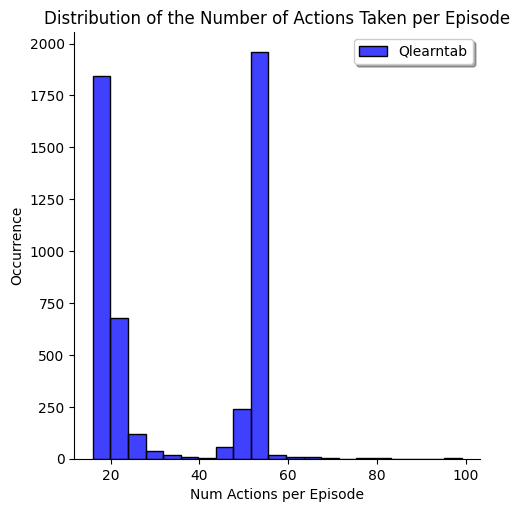 Distribution of the Number of Actions Taken per Episode
Qlearntab
2000
1750
1500
1250
1000
750
500
250
0
Occurrence
20 40 60 80 100
Num Actions per Episode